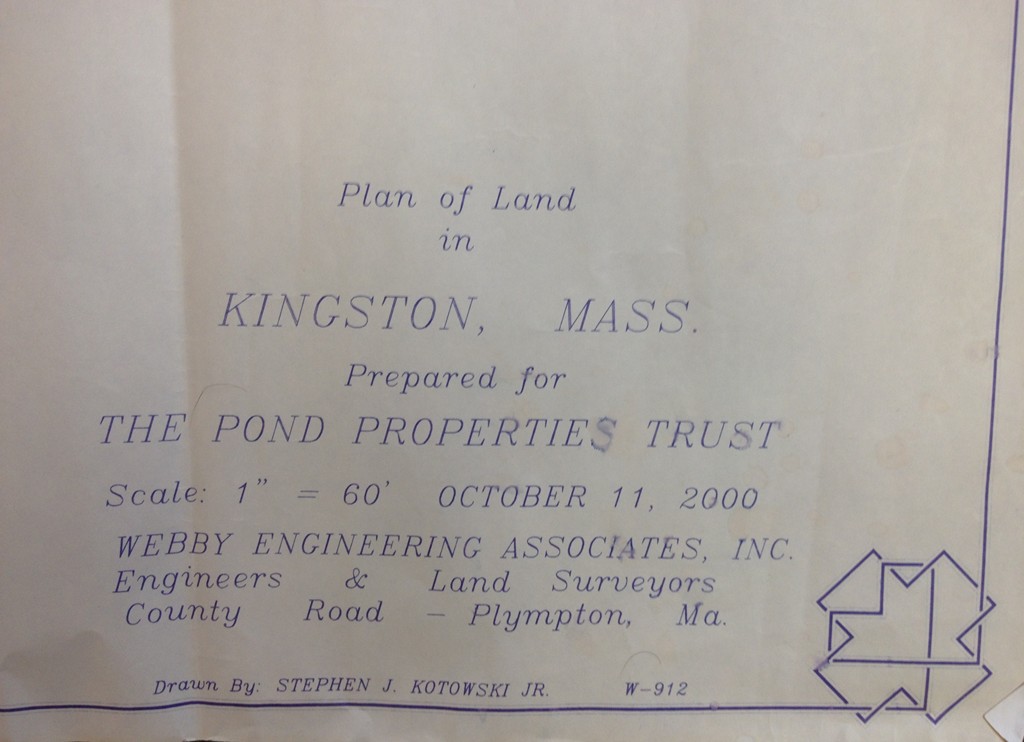 Plan of Land
in
KINGSTON, MASS.
Prepared for
THE POND PROPERTIES TRUST
Scale: 1" = 60' OCTOBER 11, 2000
WEBBY ENGINEERING ASSOCIATES, INC.
Engineers & Land Surveyors
County Road - Plympton, Ma.
Drawn By: STEPHEN J. KOTOWSKI JR. W-912